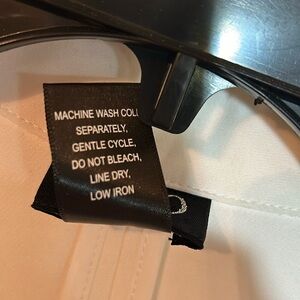 MACHINE WASH COL
SEPARATELY,
GENTLE CYCLE,
DO NOT BLEACH,
LINE DRY,
LOW IRON